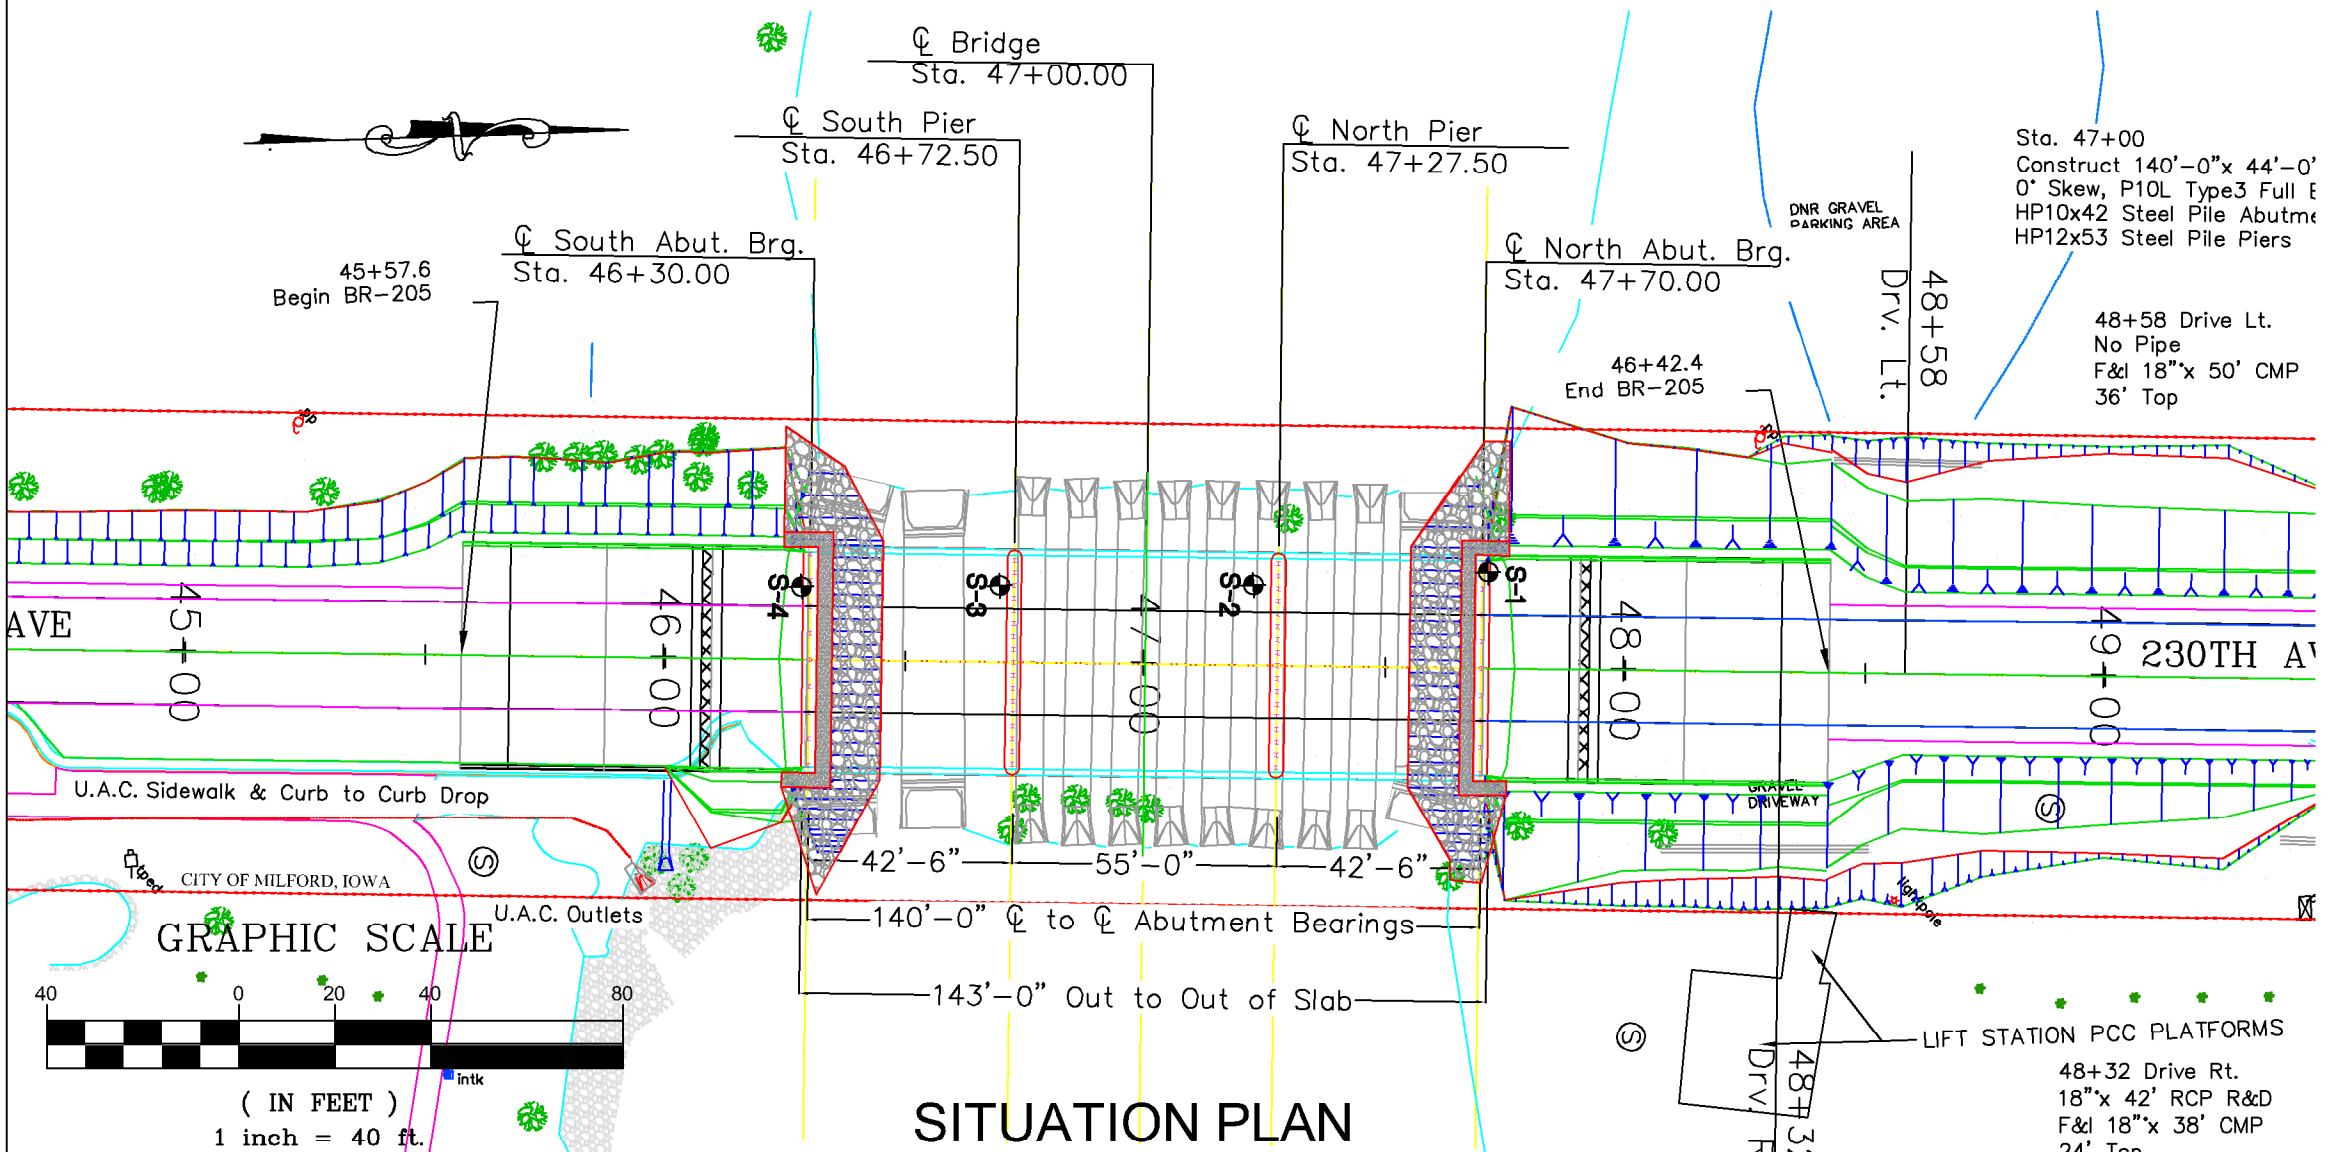 ℄ Bridge
Sta. 47+00.00
℄ South Pier
Sta. 46+72.50
℄ North Pier
Sta. 47+27.50
Sta. 47+00
Construct 140'-0"x 44'-0'
0° Skew, P10L Type3 Full
HP10x42 Steel Pile
HP12x53 Steel Pile Piers
DNR GRAVEL
PARKING AREA
℄ South Abut. Brg.
Sta. 46+30.00
℄ North Abut. Brg.
Sta. 47+70.00
45+57.6
Begin BR-205
46+42.4
End BR-205
48+58
Drv. Lt.
48+58 Drive Lt.
No Pipe
F&I 18"x 50' CMP
36' Top
S-4
S-3
S-2
S-1
AVE
45+00
46+00
47+00
48+00
49+00
230TH
U.A.C. Sidewalk & Curb to Curb Drop
GRAVEL
DRIVEWAY
S
S
S
42'-6"
55'-0"
42'-6"
CITY OF MILFORD, IOWA
lightpole
U.A.C. Outlets
140'-0" ℄ to ℄ Abutment Bearings
GRAPHIC SCALE
40 0 20 40 80
143'-0" Out to Out of Slab
LIFT STATION PCC PLATFORMS
intk
( IN FEET )
1 inch = 40 ft.
SITUATION PLAN
Drv.
48+32 Drive Rt.
18"x 42' RCP R&D
F&I 18"x 38' CMP
24' Top